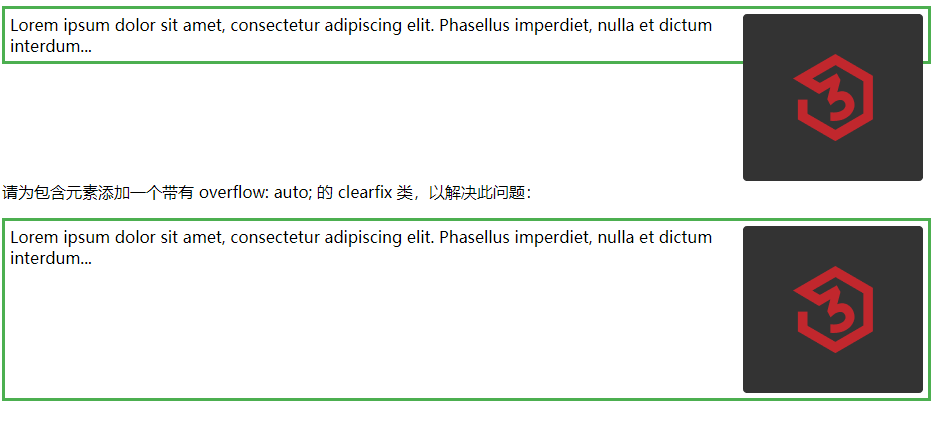 Lorem ipsum dolor sit amet, consectetur adipiscing elit. Phasellus imperdiet, nulla et dictum
interdum...
3
请为包含元素添加一个带有 overflow: auto; 的 clearfix 类，以解决此问题：
Lorem ipsum dolor sit amet, consectetur adipiscing elit. Phasellus imperdiet, nulla et dictum
interdum...
3